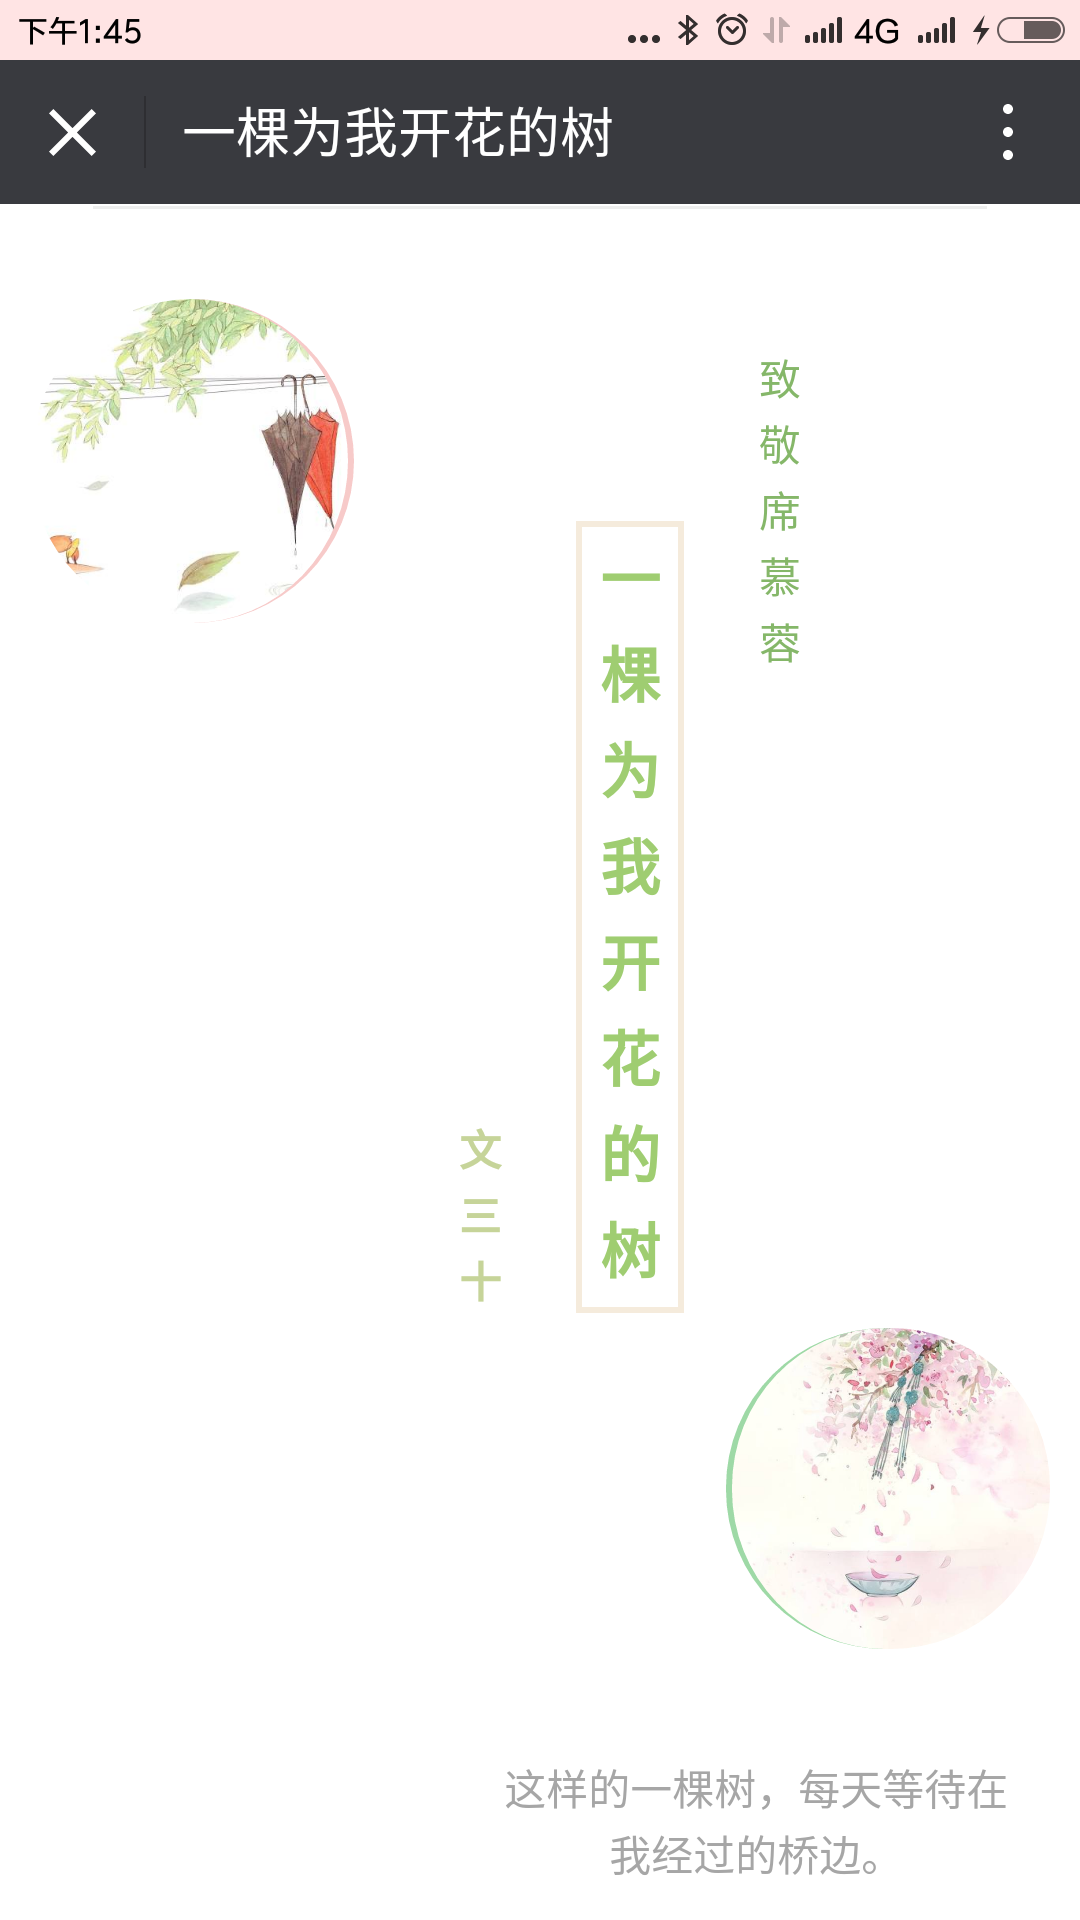 下午1:45
4G
一棵为我开花的树
致敬席慕蓉
一棵为我开花的树
文三十
这样的一棵树，每天等待在
我经过的桥边。